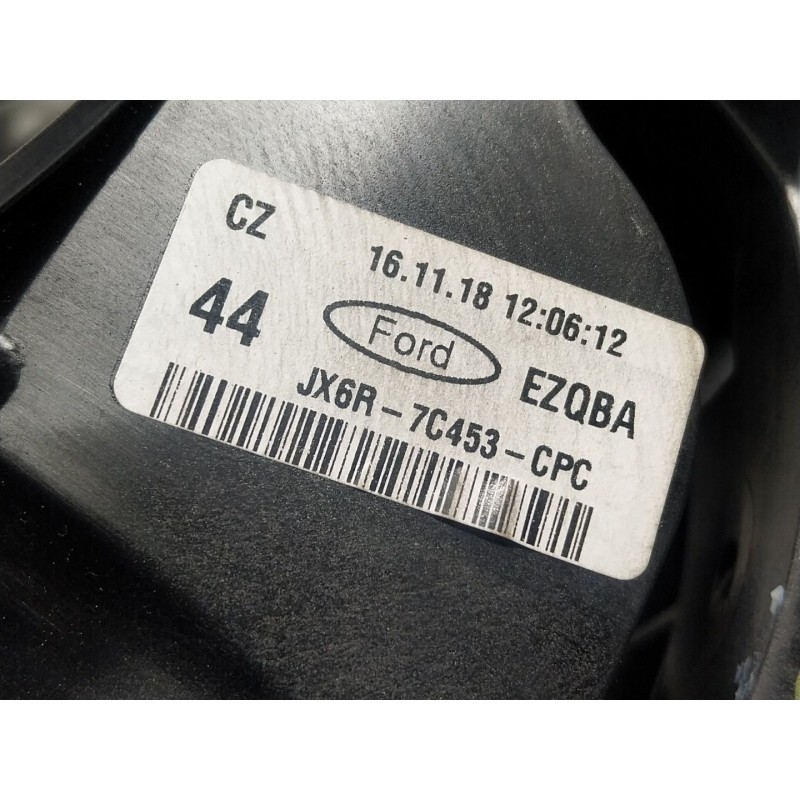 CZ 16.11.18 12:06:12
44 Ford EZQBA
JX6R-7C453-CPC